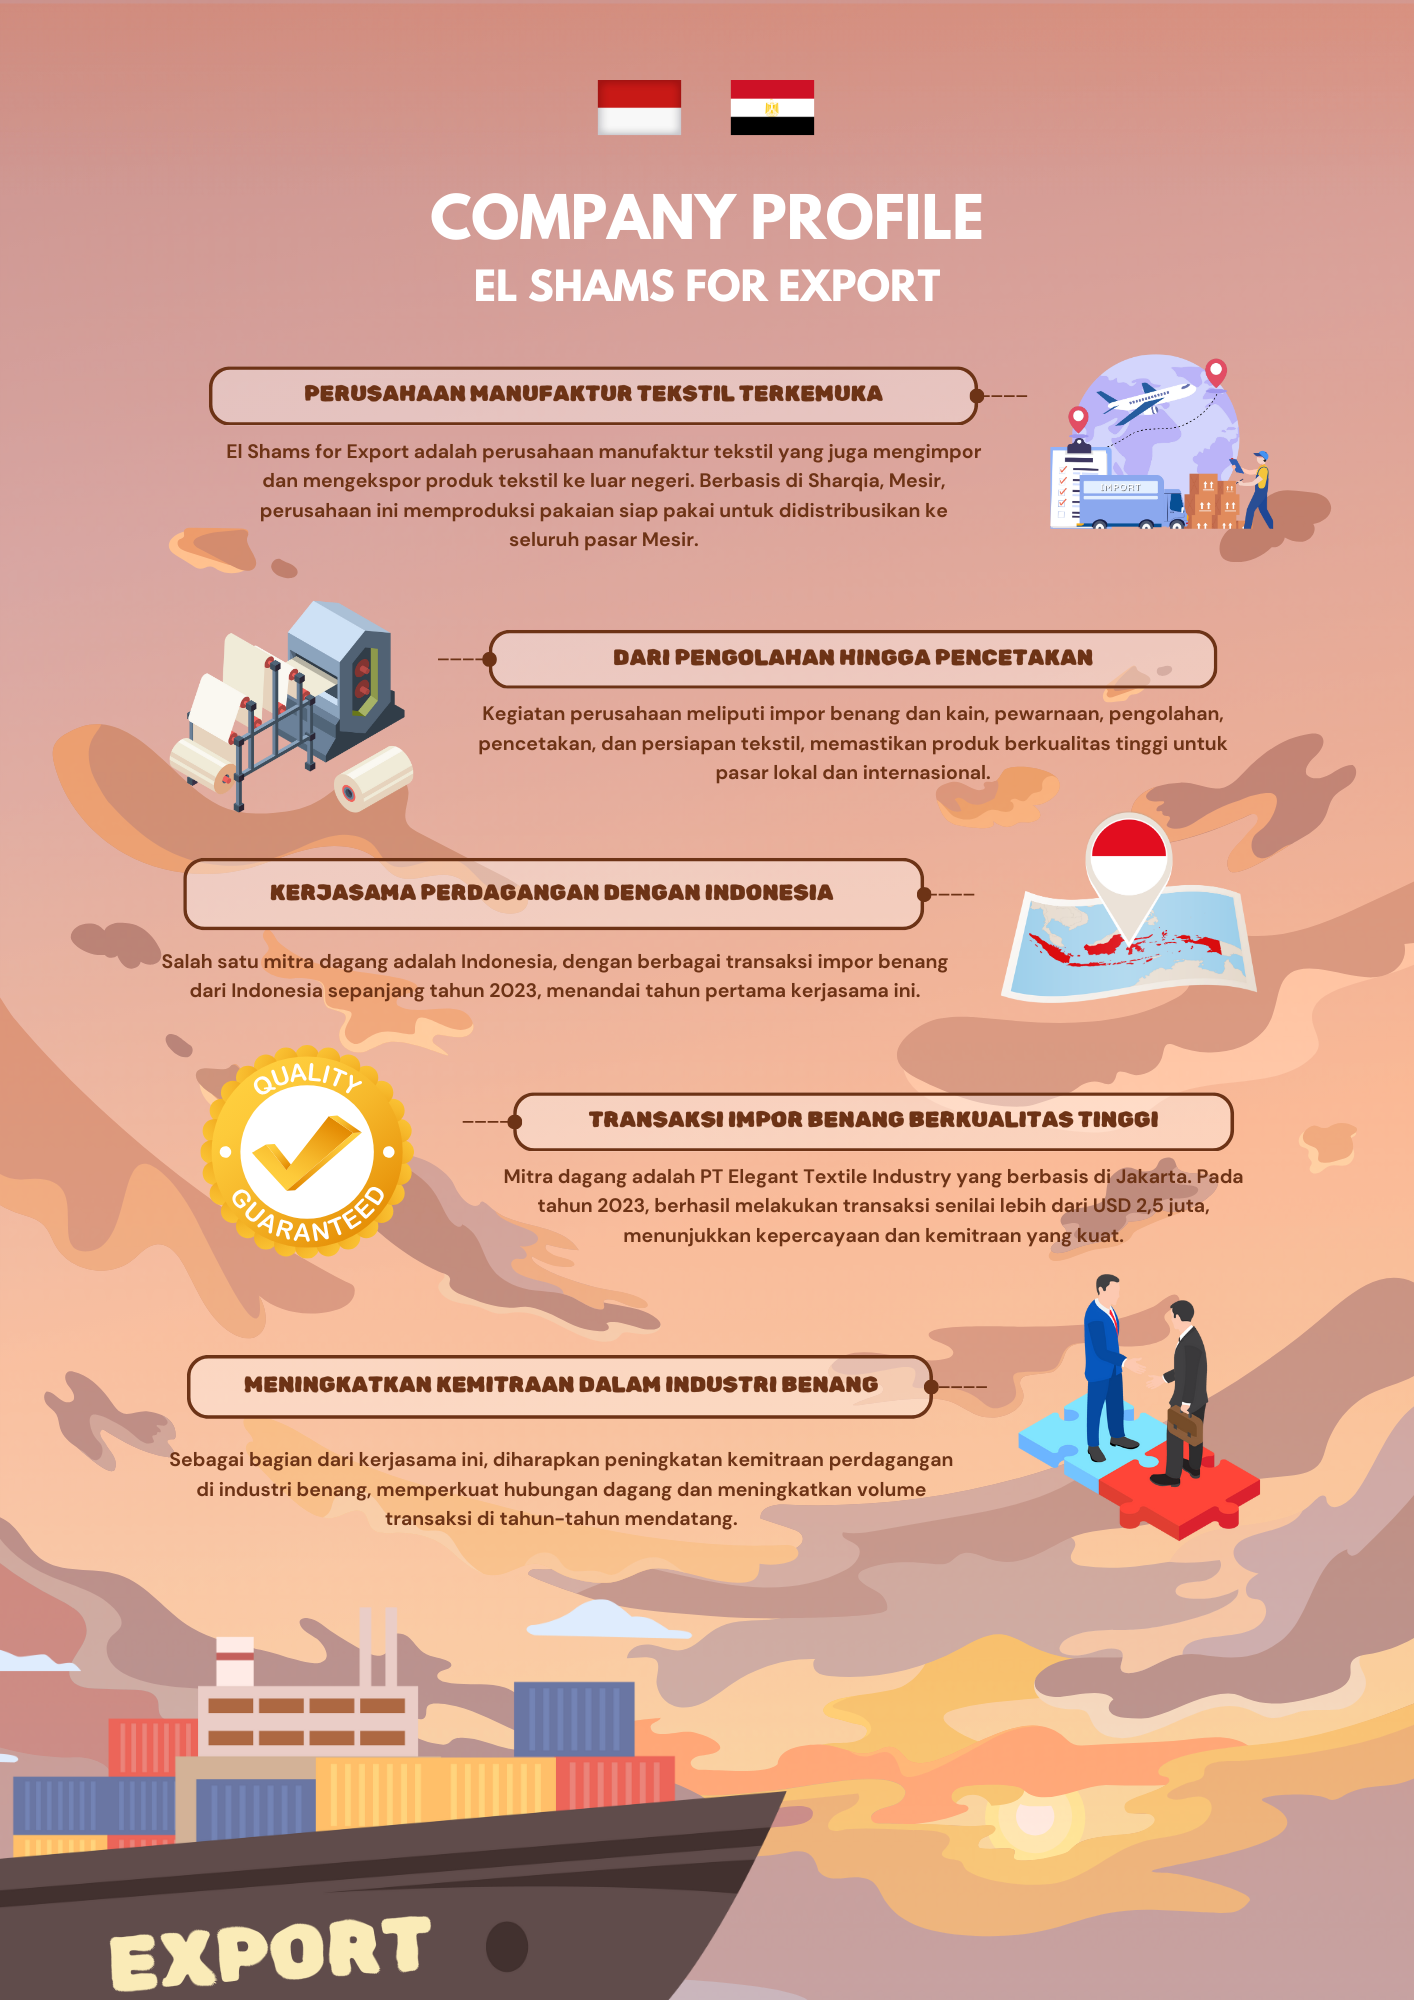 COMPANY PROFILE
EL SHAMS FOR EXPORT
PERUSAHAAN MANUFAKTUR TEKSTIL TERKEMUKA
El Shams for Export adalah perusahaan manufaktur tekstil yang juga mengimpor
dan mengekspor produk tekstil ke luar negeri. Berbasis di Sharqia, Mesir,
perusahaan ini memproduksi pakaian siap pakai untuk didistribusikan ke
seluruh pasar Mesir.
IMPORT
DARI PENGOLAHAN HINGGA PENCETAKAN
Kegiatan perusahaan meliputi impor benang dan kain, pewarnaan, pengolahan,
pencetakan, dan persiapan tekstil, memastikan produk berkualitas tinggi untuk
pasar lokal dan internasional.
KERJASAMA PERDAGANGAN DENGAN INDONESIA
Salah satu mitra dagang adalah Indonesia, dengan berbagai transaksi impor benang
dari Indonesia sepanjang tahun 2023, menandai tahun pertama kerjasama ini.
QUALITY
GUARANTEED
TRANSAKSI IMPOR BENANG BERKUALITAS TINGGI
Mitra dagang adalah PT Elegant Textile Industry yang berbasis di Jakarta. Pada
tahun 2023, berhasil melakukan transaksi senilai lebih dari USD 2,5 juta,
menunjukkan kepercayaan dan kemitraan yang kuat.
MENINGKATKAN KEMITRAAN DALAM INDUSTRI BENANG
Sebagai bagian dari kerjasama ini, diharapkan peningkatan kemitraan perdagangan
di industri benang, memperkuat hubungan dagang dan meningkatkan volume
transaksi di tahun-tahun mendatang.
EXPORT